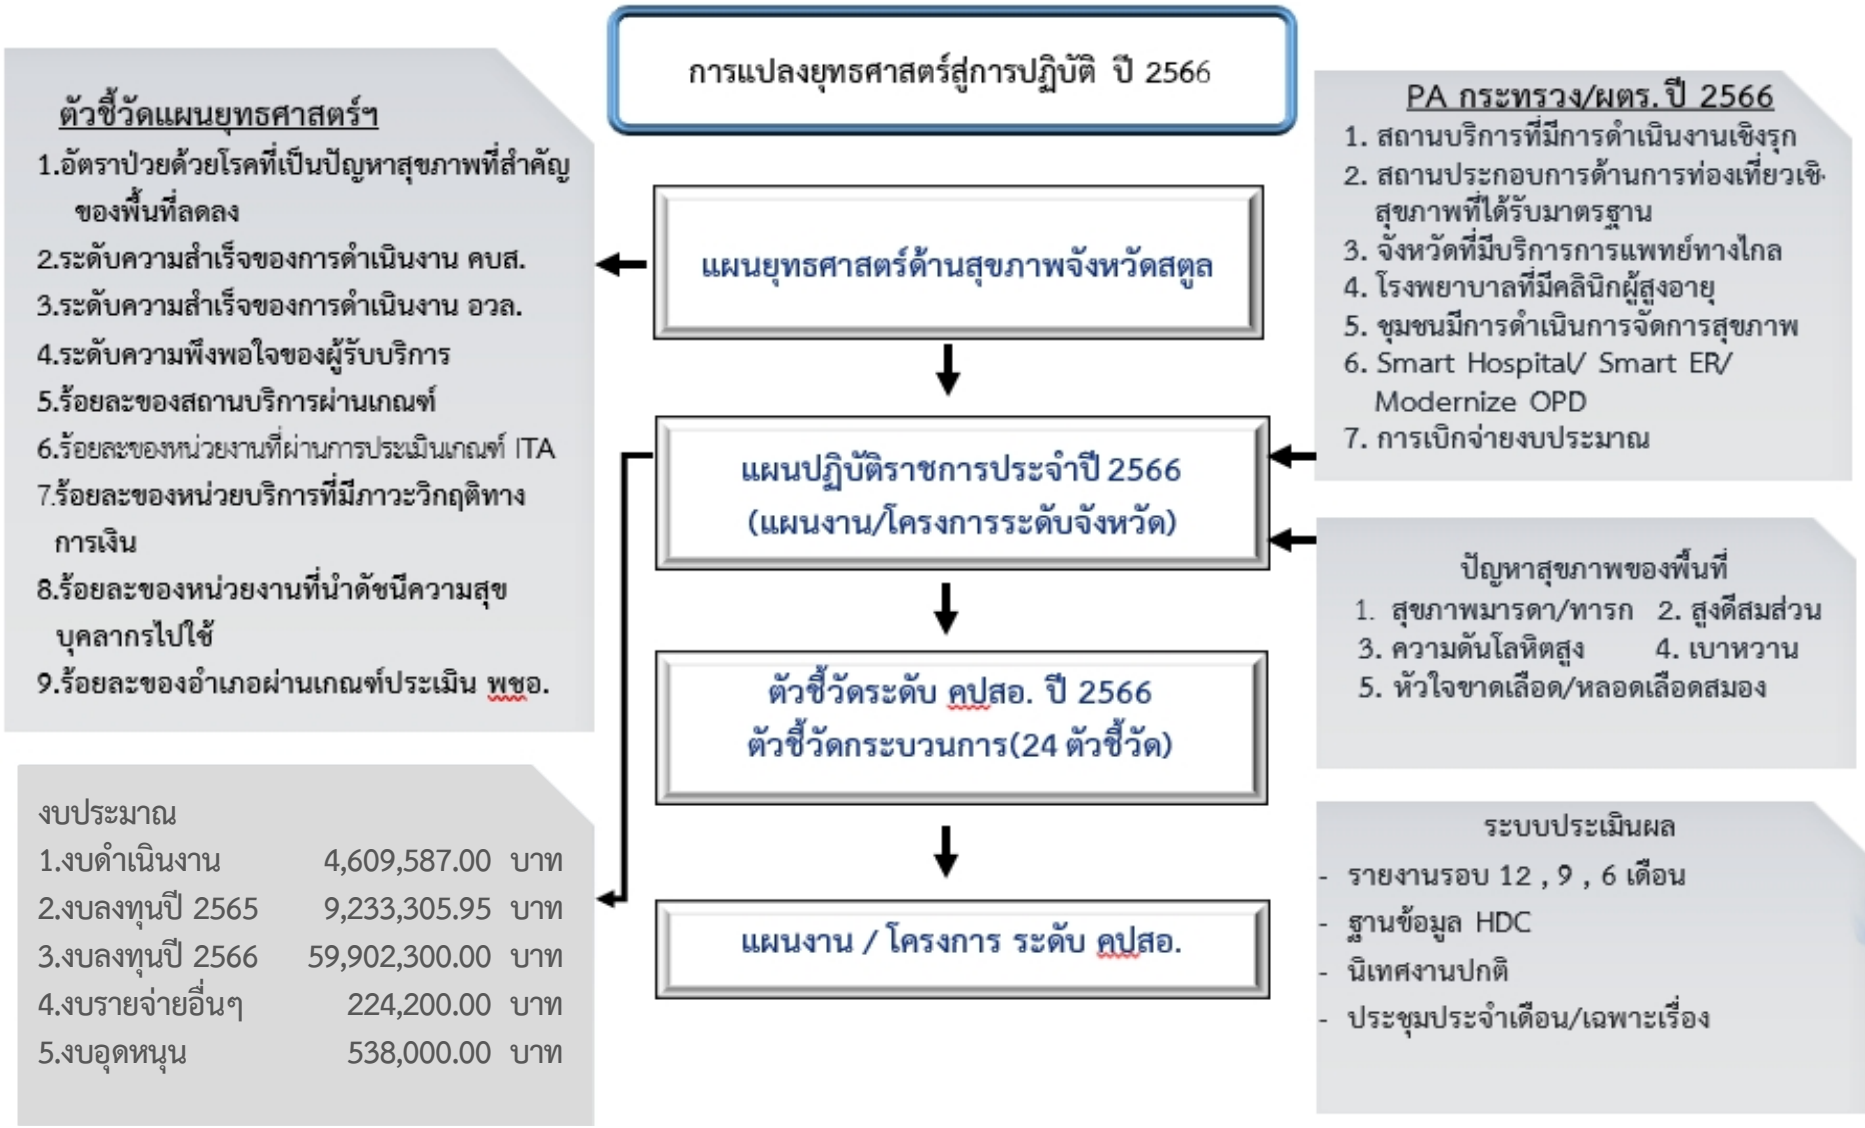 การแปลงยุทธศาสตร์สู่การปฏิบัติ ปี 2566
ตัวชี้วัดแผนยุทธศาสตร์ฯ
1.อัตราป่วยด้วยโรคที่เป็นปัญหาสุขภาพที่สำคัญ
ของพื้นที่ลดลง
2.ระดับความสำเร็จของการดำเนินงาน คบส.
3.ระดับความสำเร็จของการดำเนินงาน อวล.
4.ระดับความพึงพอใจของผู้รับบริการ
5.ร้อยละของสถานบริการผ่านเกณฑ์
6.ร้อยละของหน่วยงานที่ผ่านการประเมินเกณฑ์ ITA
7.ร้อยละของหน่วยบริการที่มีภาวะวิกฤติทาง
การเงิน
8.ร้อยละของหน่วยงานที่นำดัชนีความสุข
บุคลากรไปใช้
9.ร้อยละของอำเภอผ่านเกณฑ์ประเมิน พชอ.
งบประมาณ
1.งบดำเนินงาน 4,609,587.00 บาท
2.งบลงทุนปี 2565 9,233,305.95 บาท
3.งบลงทุนปี 2566 59,902,300.00 บาท
4.งบรายจ่ายอื่นๆ 224,200.00 บาท
5.งบอุดหนุน 538,000.00 บาท
แผนยุทธศาสตร์ด้านสุขภาพจังหวัดสตูล
แผนปฏิบัติราชการประจำปี 2566
(แผนงาน/โครงการระดับจังหวัด)
ตัวชี้วัดระดับ คปสอ. ปี 2566
ตัวชี้วัดกระบวนการ(24 ตัวชี้วัด)
แผนงาน / โครงการ ระดับ คปสอ.
PA กระทรวง/ผตร. ปี 2566
1. สถานบริการที่มีการดำเนินงานเชิงรุก
2. สถานประกอบการด้านการท่องเที่ยวเชิ
สุขภาพที่ได้รับมาตรฐาน
3. จังหวัดที่มีบริการการแพทย์ทางไกล
4. โรงพยาบาลที่มีคลินิกผู้สูงอายุ
5. ชุมชนมีการดำเนินการจัดการสุขภาพ
6. Smart Hospital/ Smart ER/
Modernize OPD
7. การเบิกจ่ายงบประมาณ
ปัญหาสุขภาพของพื้นที่
1. สุขภาพมารดา/ทารก 2. สูงดีสมส่วน
3. ความดันโลหิตสูง 4. เบาหวาน
5. หัวใจขาดเลือด/หลอดเลือดสมอง
ระบบประเมินผล
- รายงานรอบ 12 , 9 , 6 เดือน
- ฐานข้อมูล HDC
- นิเทศงานปกติ
- ประชุมประจำเดือน/เฉพาะเรื่อง